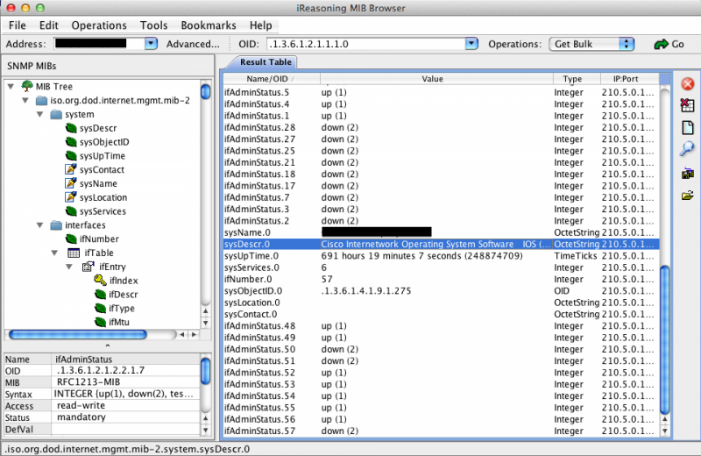 iReasoning MIB Browser
File Edit Operations Tools Bookmarks Help
Address: Advanced... OID: .1.3.6.1.2.1.1.1.0 Operations: Get Bulk Go
SNMP MIBs
MIB Tree
iso.org.dod.internet.mgmt.mib-2
system
sysDescr
sysObjectID
sysUpTime
sysContact
sysName
sysLocation
sysServices
interfaces
ifNumber
ifTable
ifEntry
ifIndex
ifDescr
ifType
ifMtu
Name ifAdminStatus
OID .1.3.6.1.2.1.2.2.1.7
MIB RFC1213-MIB
Syntax INTEGER {up(1), down(2), tes...
Access read-write
Status mandatory
DefVal
Result Table
Name/OID Value Type IP:Port
ifAdminStatus.5 up (1) Integer 210.5.0.1...
ifAdminStatus.4 up (1) Integer 210.5.0.1...
ifAdminStatus.1 up (1) Integer 210.5.0.1...
ifAdminStatus.28 down (2) Integer 210.5.0.1...
ifAdminStatus.27 down (2) Integer 210.5.0.1...
ifAdminStatus.25 down (2) Integer 210.5.0.1...
ifAdminStatus.21 down (2) Integer 210.5.0.1...
ifAdminStatus.18 down (2) Integer 210.5.0.1...
ifAdminStatus.17 down (2) Integer 210.5.0.1...
ifAdminStatus.7 down (2) Integer 210.5.0.1...
ifAdminStatus.3 down (2) Integer 210.5.0.1...
ifAdminStatus.2 down (2) Integer 210.5.0.1...
sysName.0 OctetString 210.5.0.1...
sysDescr.0 Cisco Internetwork Operating System Software IOS (... OctetString 210.5.0.1...
sysUpTime.0 691 hours 19 minutes 7 seconds (248874709) TimeTicks 210.5.0.1...
sysServices.0 6 Integer 210.5.0.1...
ifNumber.0 57 Integer 210.5.0.1...
sysObjectID.0 .1.3.6.1.4.1.9.1.275 OID 210.5.0.1...
sysLocation.0 OctetString 210.5.0.1...
sysContact.0 OctetString 210.5.0.1...
ifAdminStatus.48 up (1) Integer 210.5.0.1...
ifAdminStatus.49 up (1) Integer 210.5.0.1...
ifAdminStatus.50 down (2) Integer 210.5.0.1...
ifAdminStatus.51 down (2) Integer 210.5.0.1...
ifAdminStatus.52 up (1) Integer 210.5.0.1...
ifAdminStatus.53 up (1) Integer 210.5.0.1...
ifAdminStatus.54 up (1) Integer 210.5.0.1...
ifAdminStatus.55 up (1) Integer 210.5.0.1...
ifAdminStatus.56 up (1) Integer 210.5.0.1...
ifAdminStatus.57 down (2) Integer 210.5.0.1...
.iso.org.dod.internet.mgmt.mib-2.system.sysDescr.0